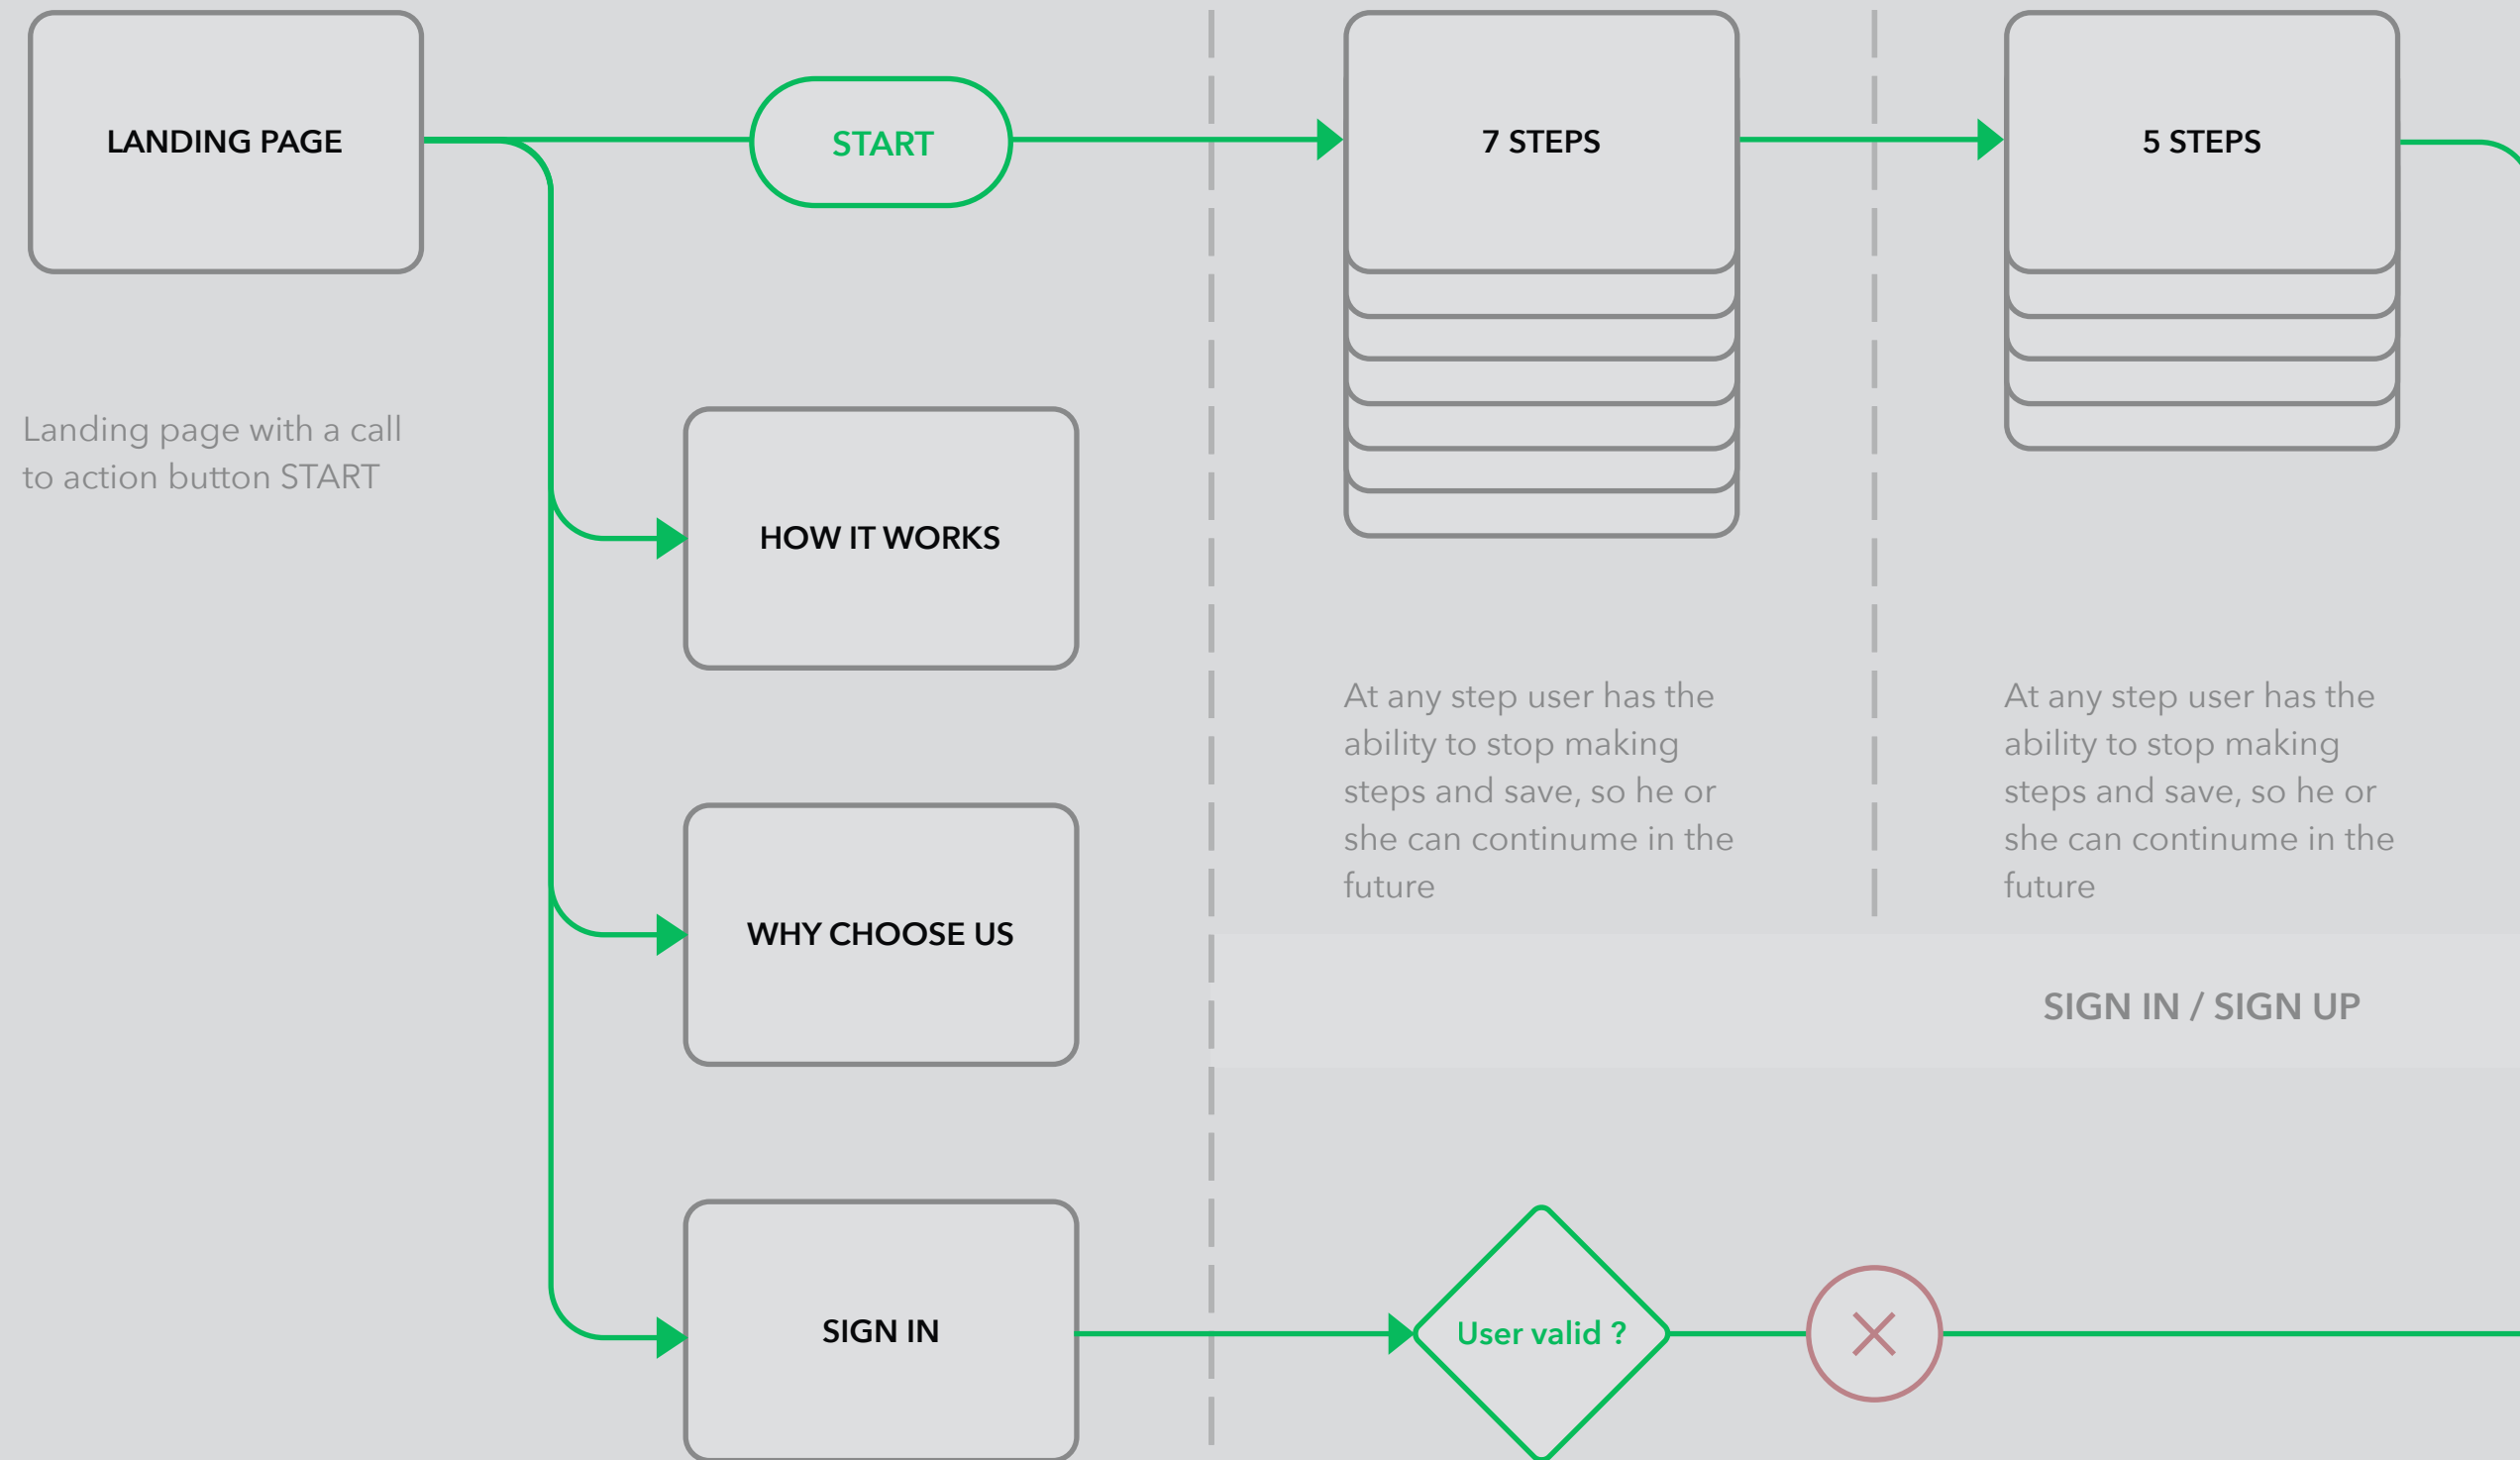 LANDING PAGE
START
7 STEPS
5 STEPS
Landing page with a call
to action button START
HOW IT WORKS
At any step user has the
ability to stop making
steps and save, so he or
she can continume in the
future
At any step user has the
ability to stop making
steps and save, so he or
she can continume in the
future
WHY CHOOSE US
SIGN IN / SIGN UP
SIGN IN
User valid ?